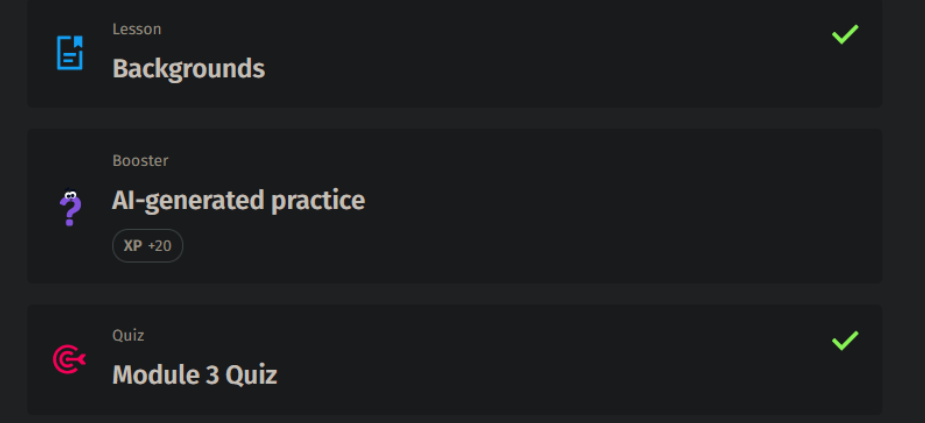 Lesson
Backgrounds
Booster
AI-generated practice
XP +20
Quiz
Module 3 Quiz